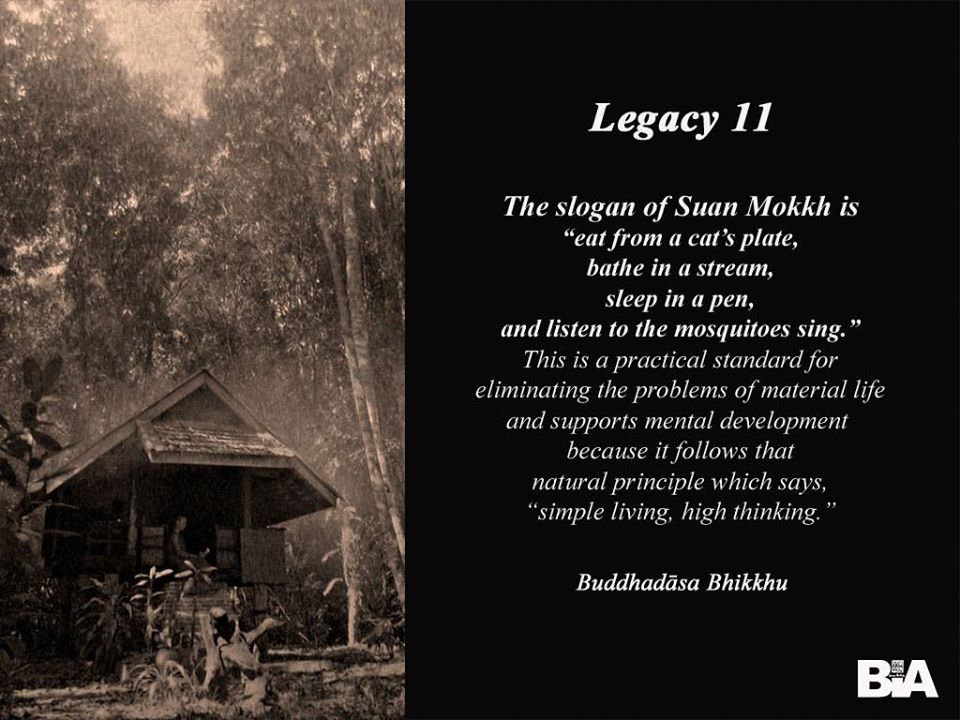 Legacy 11
The slogan of Suan Mokkh is
“eat from a cat’s plate,
bathe in a stream,
sleep in a pen,
and listen to the mosquitoes sing.”
This is a practical standard for
eliminating the problems of material life
and supports mental development
because it follows that
natural principle which says,
“simple living, high thinking.”
Buddhadāsa Bhikkhu
BiA